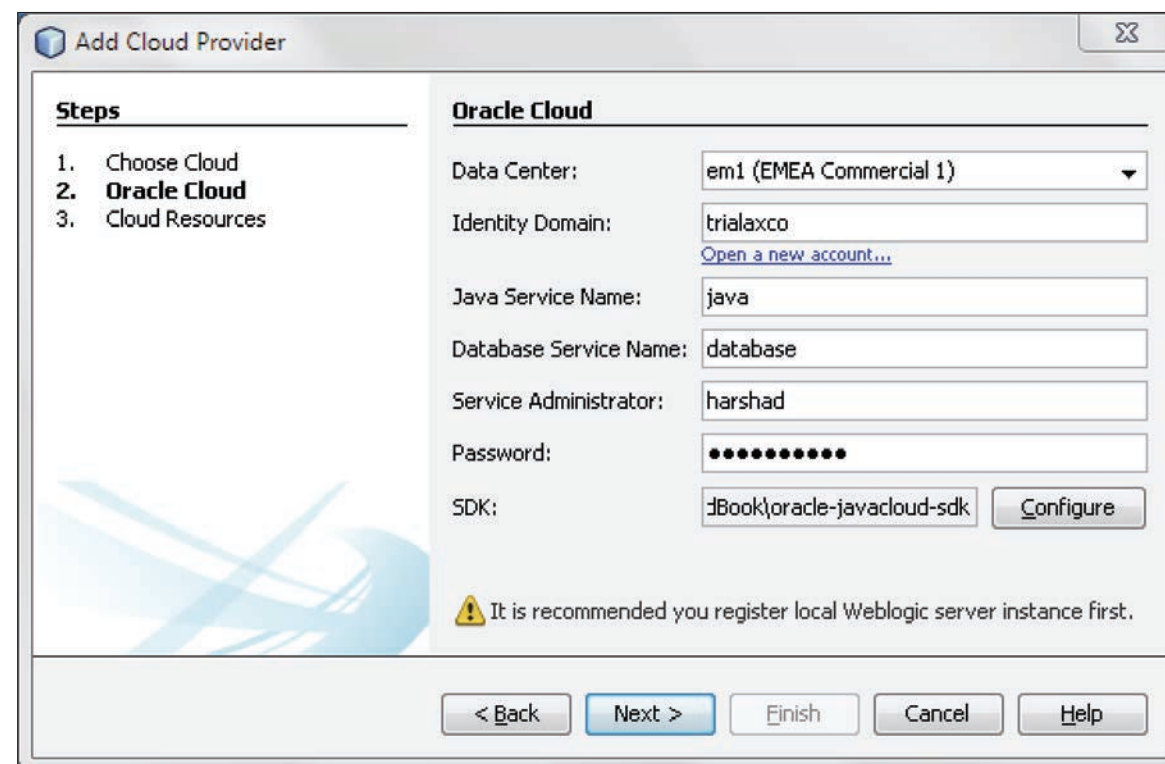 Add Cloud Provider
Steps
1. Choose Cloud
2. Oracle Cloud
3. Cloud Resources
Oracle Cloud
Data Center: em1 (EMEA Commercial 1)
Identity Domain: trialaxco
Open a new account...
Java Service Name: java
Database Service Name: database
Service Administrator: harshad
Password: ●●●●●●●●●●
SDK: dBook\oracle-javacloud-sdk Configure
It is recommended you register local Weblogic server instance first.
< Back Next > Finish Cancel Help